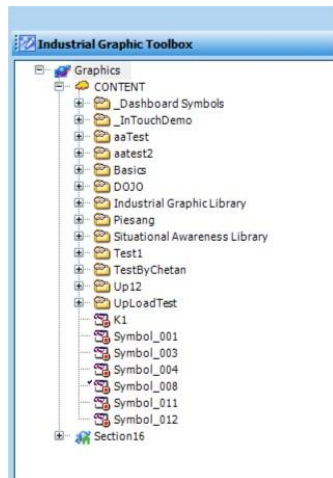 Industrial Graphic Toolbox
Graphics
CONTENT
_Dashboard Symbols
_InTouchDemo
aaTest
aatest2
Basics
DOJO
Industrial Graphic Library
Piesang
Situational Awareness Library
Test1
TestByChetan
Up12
UpLoadTest
K1
Symbol_001
Symbol_003
Symbol_004
Symbol_008
Symbol_011
Symbol_012
Section16